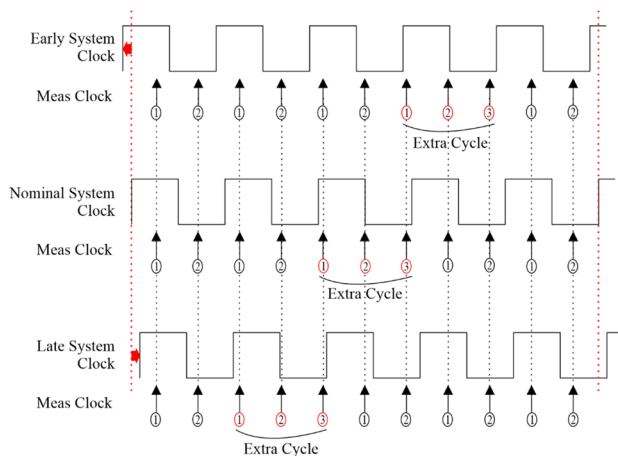 Early System
Clock
Meas Clock
1 2 1 2 1 2 1 2 3 1 2
Extra Cycle
Nominal System
Clock
Meas Clock
1 2 1 2 1 2 3 1 2 1 2
Extra Cycle
Late System
Clock
Meas Clock
1 2 1 2 3 1 2 1 2 1 2
Extra Cycle